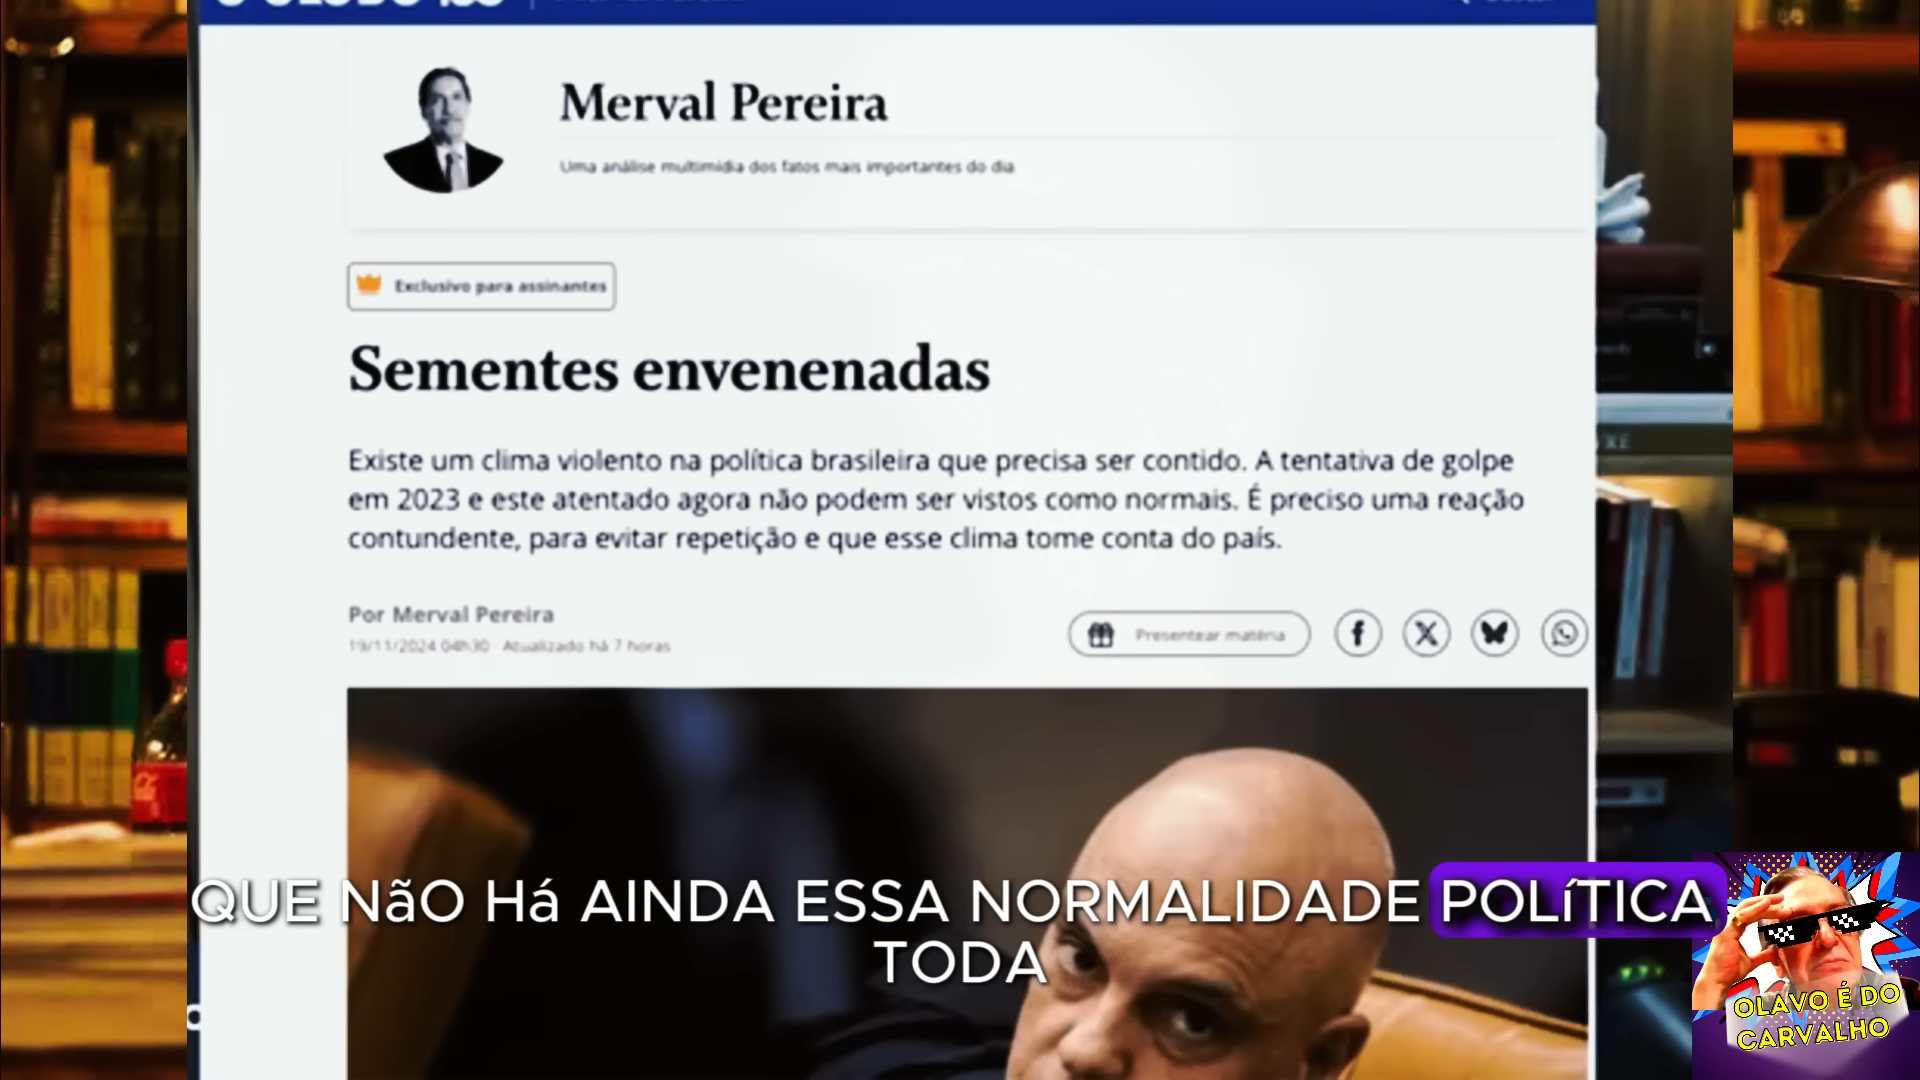 Merval Pereira
Uma análise multimídia dos fatos mais importantes do dia
Exclusivo para assinantes
Sementes envenenadas
Existe um clima violento na política brasileira que precisa ser contido. A tentativa de golpe
em 2023 e este atentado agora não podem ser vistos como normais. É preciso uma reação
contundente, para evitar repetição e que esse clima tome conta do país.
Por Merval Pereira
19/11/2024 04h30 · Atualizado há 7 horas
Presentear matéria
QUE NãO Há AINDA ESSA NORMALIDADE POLíTICA
TODA
OLAVO É DO
CARVALHO